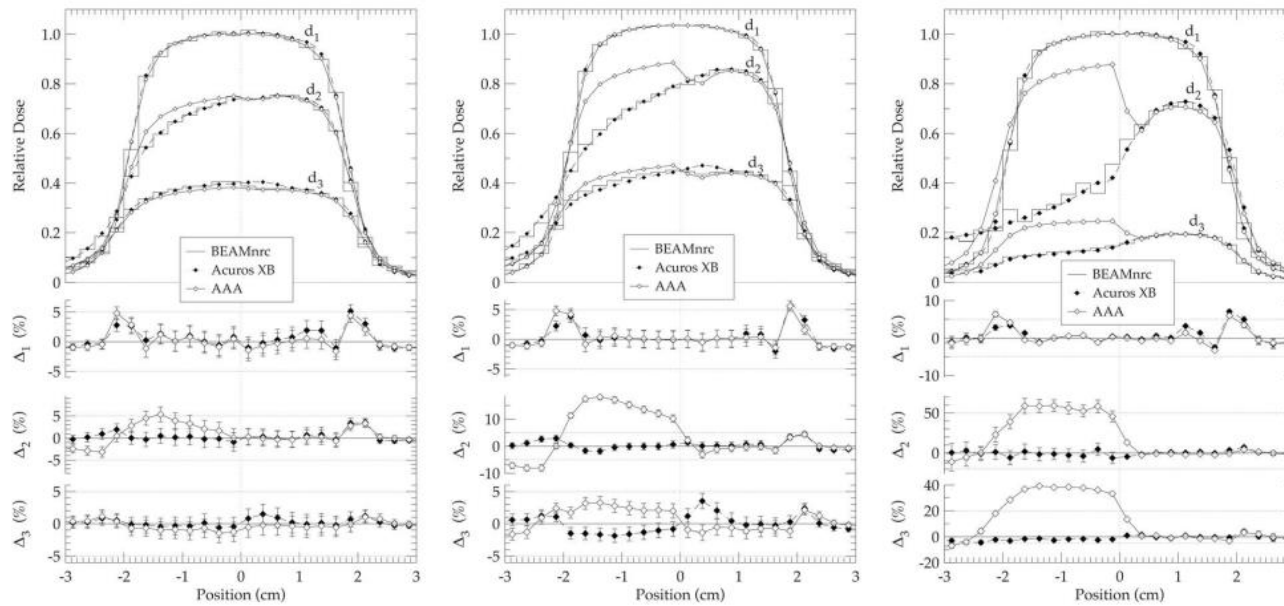 1.0
0.8
0.6
0.4
0.2
0
Relative Dose
d1
d2
d3
BEAMnrc
Acuros XB
AAA
5
0
-5
Δ1 (%)
5
0
-5
Δ2 (%)
5
0
-5
Δ3 (%)
-3 -2 -1 0 1 2 3
Position (cm)
1.0
0.8
0.6
0.4
0.2
0
Relative Dose
d1
d2
d3
BEAMnrc
Acuros XB
AAA
5
0
-5
Δ1 (%)
10
0
-10
Δ2 (%)
5
0
-5
Δ3 (%)
-3 -2 -1 0 1 2 3
Position (cm)
1.0
0.8
0.6
0.4
0.2
0
Relative Dose
d1
d2
d3
BEAMnrc
Acuros XB
AAA
10
0
-10
Δ1 (%)
50
0
Δ2 (%)
40
20
0
-20
Δ3 (%)
-3 -2 -1 0 1 2
Position (cm)